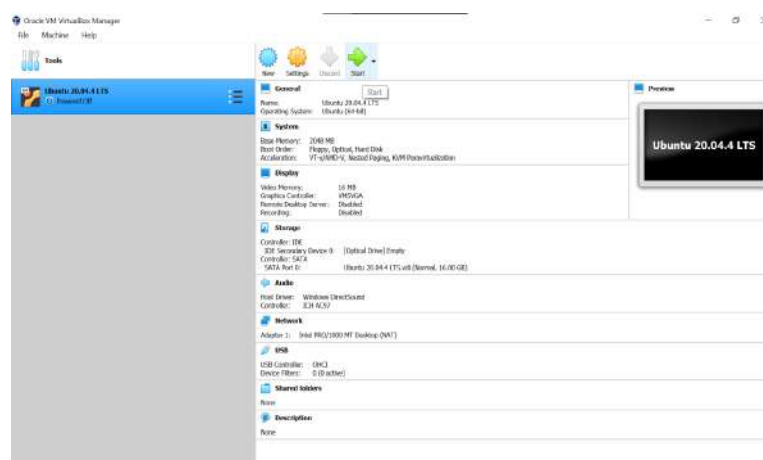 Oracle VM VirtualBox Manager
File Machine Help
Tools
Ubuntu 20.04.4 LTS
Powered Off
New Settings Discard Start
Start
General
Name: Ubuntu 20.04.4 LTS
Operating System: Ubuntu (64-bit)
System
Base Memory: 2048 MB
Boot Order: Floppy, Optical, Hard Disk
Acceleration: VT-x/AMD-V, Nested Paging, KVM Paravirtualization
Display
Video Memory: 16 MB
Graphics Controller: VMSVGA
Remote Desktop Server: Disabled
Recording: Disabled
Storage
Controller: IDE
IDE Secondary Device 0: [Optical Drive] Empty
Controller: SATA
SATA Port 0: Ubuntu 20.04.4 LTS.vdi (Normal, 16.00 GB)
Audio
Host Driver: Windows DirectSound
Controller: ICH AC97
Network
Adapter 1: Intel PRO/1000 MT Desktop (NAT)
USB
USB Controller: OHCI
Device Filters: 0 (0 active)
Shared folders
None
Description
None
Preview
Ubuntu 20.04.4 LTS